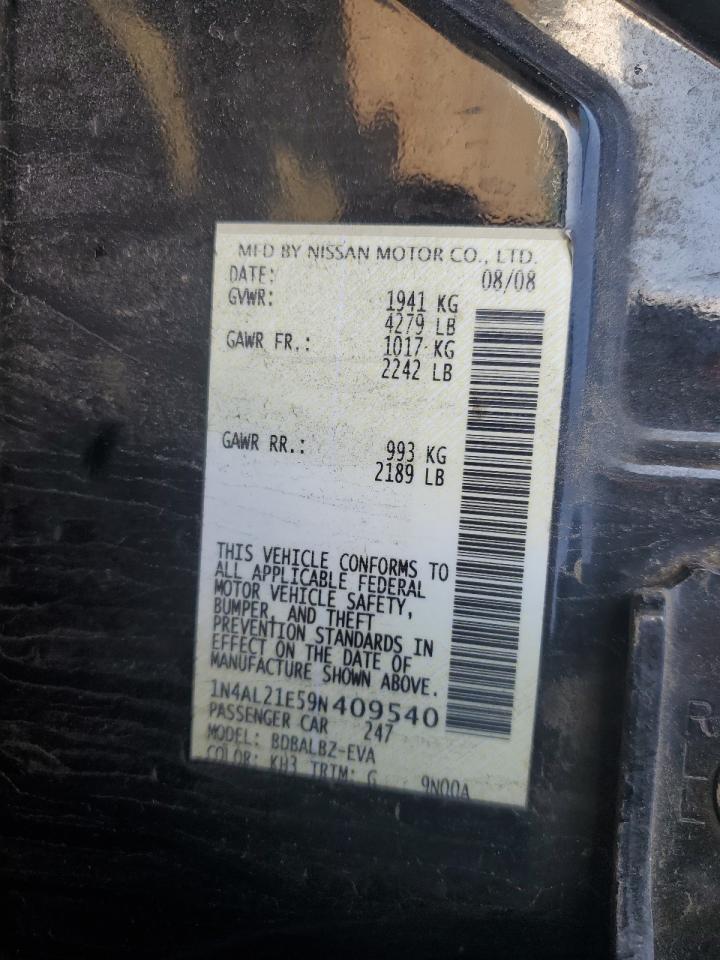 MFD BY NISSAN MOTOR CO., LTD.
DATE: 08/08
GVWR: 1941 KG
4279 LB
GAWR FR.: 1017 KG
2242 LB
GAWR RR.: 993 KG
2189 LB
THIS VEHICLE CONFORMS TO
ALL APPLICABLE FEDERAL
MOTOR VEHICLE SAFETY,
BUMPER, AND THEFT
PREVENTION STANDARDS IN
EFFECT ON THE DATE OF
MANUFACTURE SHOWN ABOVE.
1N4AL21E59N409540
PASSENGER CAR 247
MODEL: BDBALBZ-EVA
COLOR: KH3 TRIM: G 9N00A